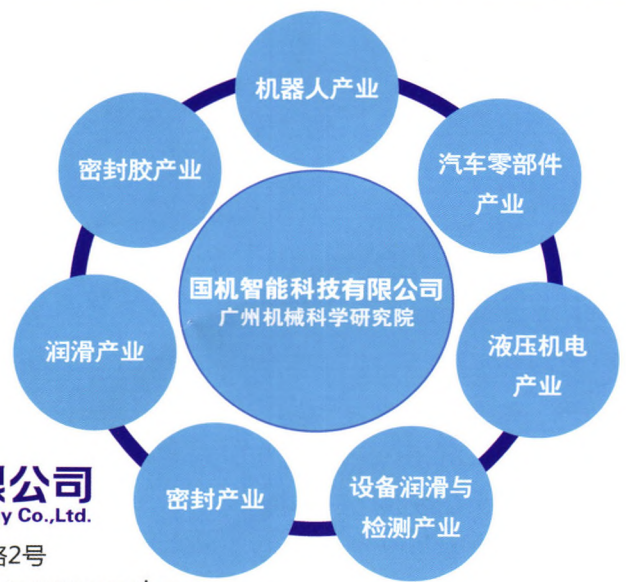 机器人产业
汽车零部件
产业
液压机电
产业
设备润滑与
检测产业
密封产业
润滑产业
密封胶产业
国机智能科技有限公司
广州机械科学研究院
限公司
y Co.,Ltd.
路2号